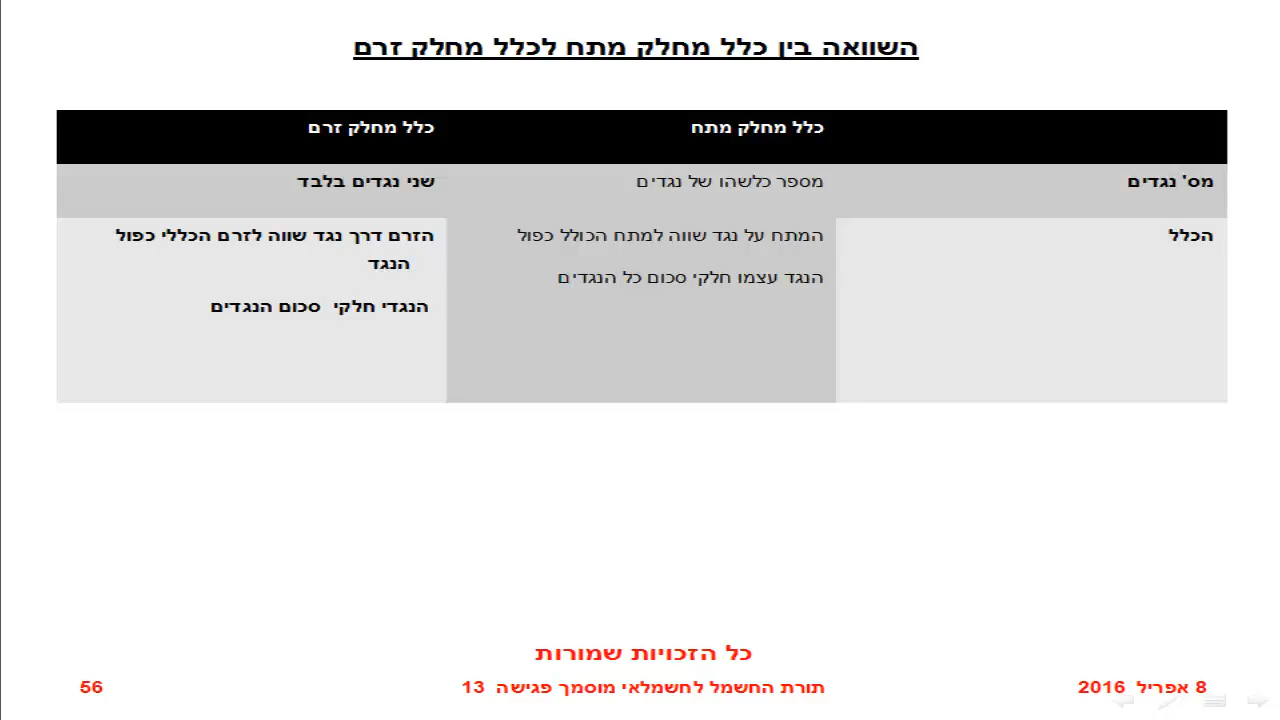 השוואה בין כלל מחלק מתח לכלל מחלק זרם
כלל מחלק מתח
כלל מחלק זרם
מס' נגדים
מספר כלשהו של נגדים
שני נגדים בלבד
הכלל
המתח על נגד שווה למתח הכולל כפול
הנגד עצמו חלקי סכום כל הנגדים
הזרם דרך נגד שווה לזרם הכללי כפול
הנגד
הנגדי חלקי סכום הנגדים
כל הזכויות שמורות
8 אפריל 2016
תורת החשמל לחשמלאי מוסמך פגישה 13
56